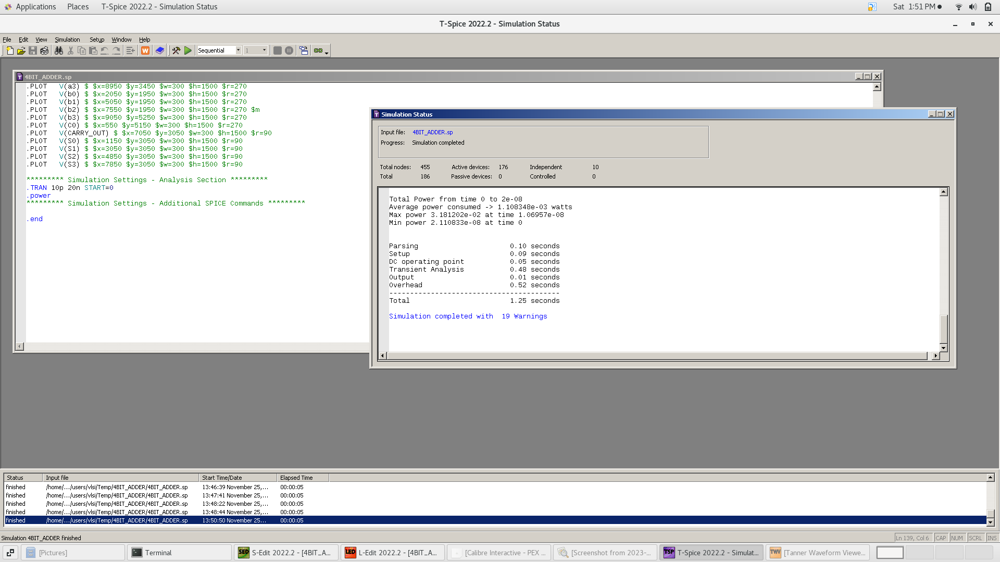 Applications Places T-Spice 2022.2 - Simulation Status Sat 1:51 PM
T-Spice 2022.2 - Simulation Status
File Edit View Simulation Setup Window Help
Sequential 1
4BIT_ADDER.sp
.PLOT V(a3) $ $x=8950 $y=3450 $w=300 $h=1500 $r=270
.PLOT V(b0) $ $x=2050 $y=1950 $w=300 $h=1500 $r=270
.PLOT V(b1) $ $x=5050 $y=1950 $w=300 $h=1500 $r=270
.PLOT V(b2) $ $x=7550 $y=1950 $w=300 $h=1500 $r=270 $m
.PLOT V(b3) $ $x=9050 $y=5250 $w=300 $h=1500 $r=270
.PLOT V(C0) $ $x=550 $y=5150 $w=300 $h=1500 $r=270
.PLOT V(CARRY_OUT) $ $x=7050 $y=3050 $w=300 $h=1500 $r=90
.PLOT V(S0) $ $x=1150 $y=3050 $w=300 $h=1500 $r=90
.PLOT V(S1) $ $x=3050 $y=3050 $w=300 $h=1500 $r=90
.PLOT V(S2) $ $x=4850 $y=3050 $w=300 $h=1500 $r=90
.PLOT V(S3) $ $x=7850 $y=3050 $w=300 $h=1500 $r=90
********* Simulation Settings - Analysis Section *********
.TRAN 10p 20n START=0
.power
********* Simulation Settings - Additional SPICE Commands *********
.end
Simulation Status
Input file: 4BIT_ADDER.sp
Progress: Simulation completed
Total nodes: 455 Active devices: 176 Independent 10
Total 186 Passive devices: 0 Controlled 0
Total Power from time 0 to 2e-08
Average power consumed -> 1.108348e-03 watts
Max power 3.181202e-02 at time 1.06957e-08
Min power 2.110833e-08 at time 0
Parsing 0.10 seconds
Setup 0.09 seconds
DC operating point 0.05 seconds
Transient Analysis 0.48 seconds
Output 0.01 seconds
Overhead 0.52 seconds
-----------------------------------------
Total 1.25 seconds
Simulation completed with 19 Warnings
Status Input file Start Time/Date Elapsed Time
finished /home/.../users/vlsi/Temp/4BIT_ADDER/4BIT_ADDER.sp 13:46:39 November 25,... 00:00:05
finished /home/.../users/vlsi/Temp/4BIT_ADDER/4BIT_ADDER.sp 13:47:41 November 25,... 00:00:05
finished /home/.../users/vlsi/Temp/4BIT_ADDER/4BIT_ADDER.sp 13:48:22 November 25,... 00:00:05
finished /home/.../users/vlsi/Temp/4BIT_ADDER/4BIT_ADDER.sp 13:48:44 November 25,... 00:00:05
finished /home/.../users/vlsi/Temp/4BIT_ADDER/4BIT_ADDER.sp 13:50:50 November 25... 00:00:05
Simulation 4BIT_ADDER finished Ln 139, Col 6 CAP NUM SCRL INS
[Pictures] Terminal SED S-Edit 2022.2 - [4BIT_A... LED L-Edit 2022.2 - [4BIT_A... [Calibre Interactive - PEX ... [Screenshot from 2023-... TSP T-Spice 2022.2 - Simulat... TWV [Tanner Waveform Viewe...